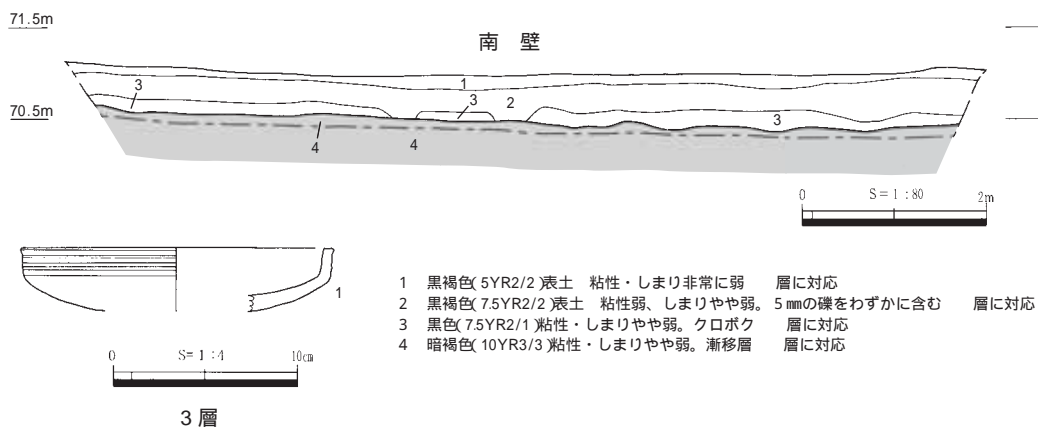 71.5m
南 壁
3
1
3
2
70.5m
3
4
4
0 S=1:80 2m
1
1 黒褐色(5YR2/2)表土 粘性・しまり非常に弱 層に対応
2 黒褐色(7.5YR2/2)表土 粘性弱、しまりやや弱。5㎜の礫をわずかに含む 層に対応
3 黒色(7.5YR2/1)粘性・しまりやや弱。クロボク 層に対応
4 暗褐色(10YR3/3)粘性・しまりやや弱。漸移層 層に対応
0 S=1:4 10㎝
3層